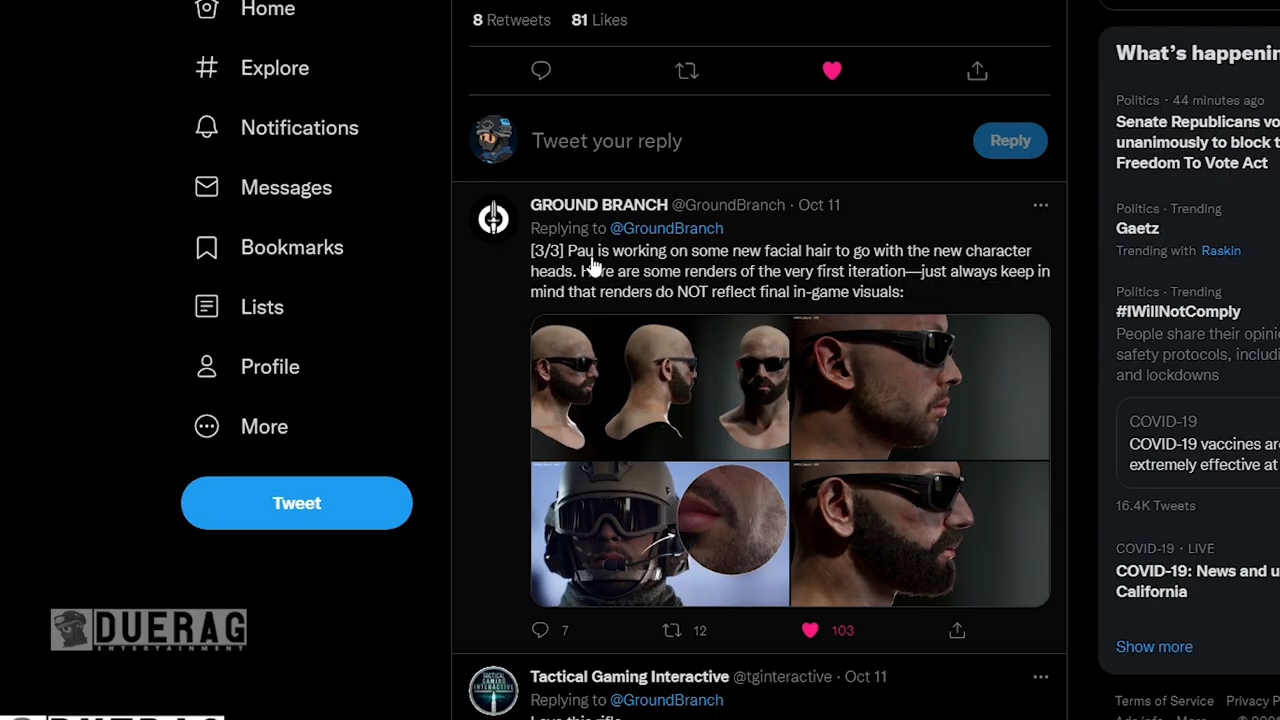 Home
Explore
Notifications
Messages
Bookmarks
Lists
Profile
More
Tweet
DUERAG
ENTERTAINMENT
8 Retweets 81 Likes
Tweet your reply
Reply
GROUND BRANCH @GroundBranch · Oct 11
Replying to @GroundBranch
[3/3] Pau is working on some new facial hair to go with the new character
heads. Here are some renders of the very first iteration—just always keep in
mind that renders do NOT reflect final in-game visuals:
7 12 103
Tactical Gaming Interactive @tginteractive · Oct 11
Replying to @GroundBranch
Love this rifle
What's happenin
Politics · 44 minutes ago
Senate Republicans vo
unanimously to block t
Freedom To Vote Act
Politics · Trending
Gaetz
Trending with Raskin
Politics · Trending
#IWillNotComply
People share their opini
safety protocols, includi
and lockdowns
COVID-19
COVID-19 vaccines ar
extremely effective at
16.4K Tweets
COVID-19 · LIVE
COVID-19: News and u
California
Show more
Terms of Service Privacy P